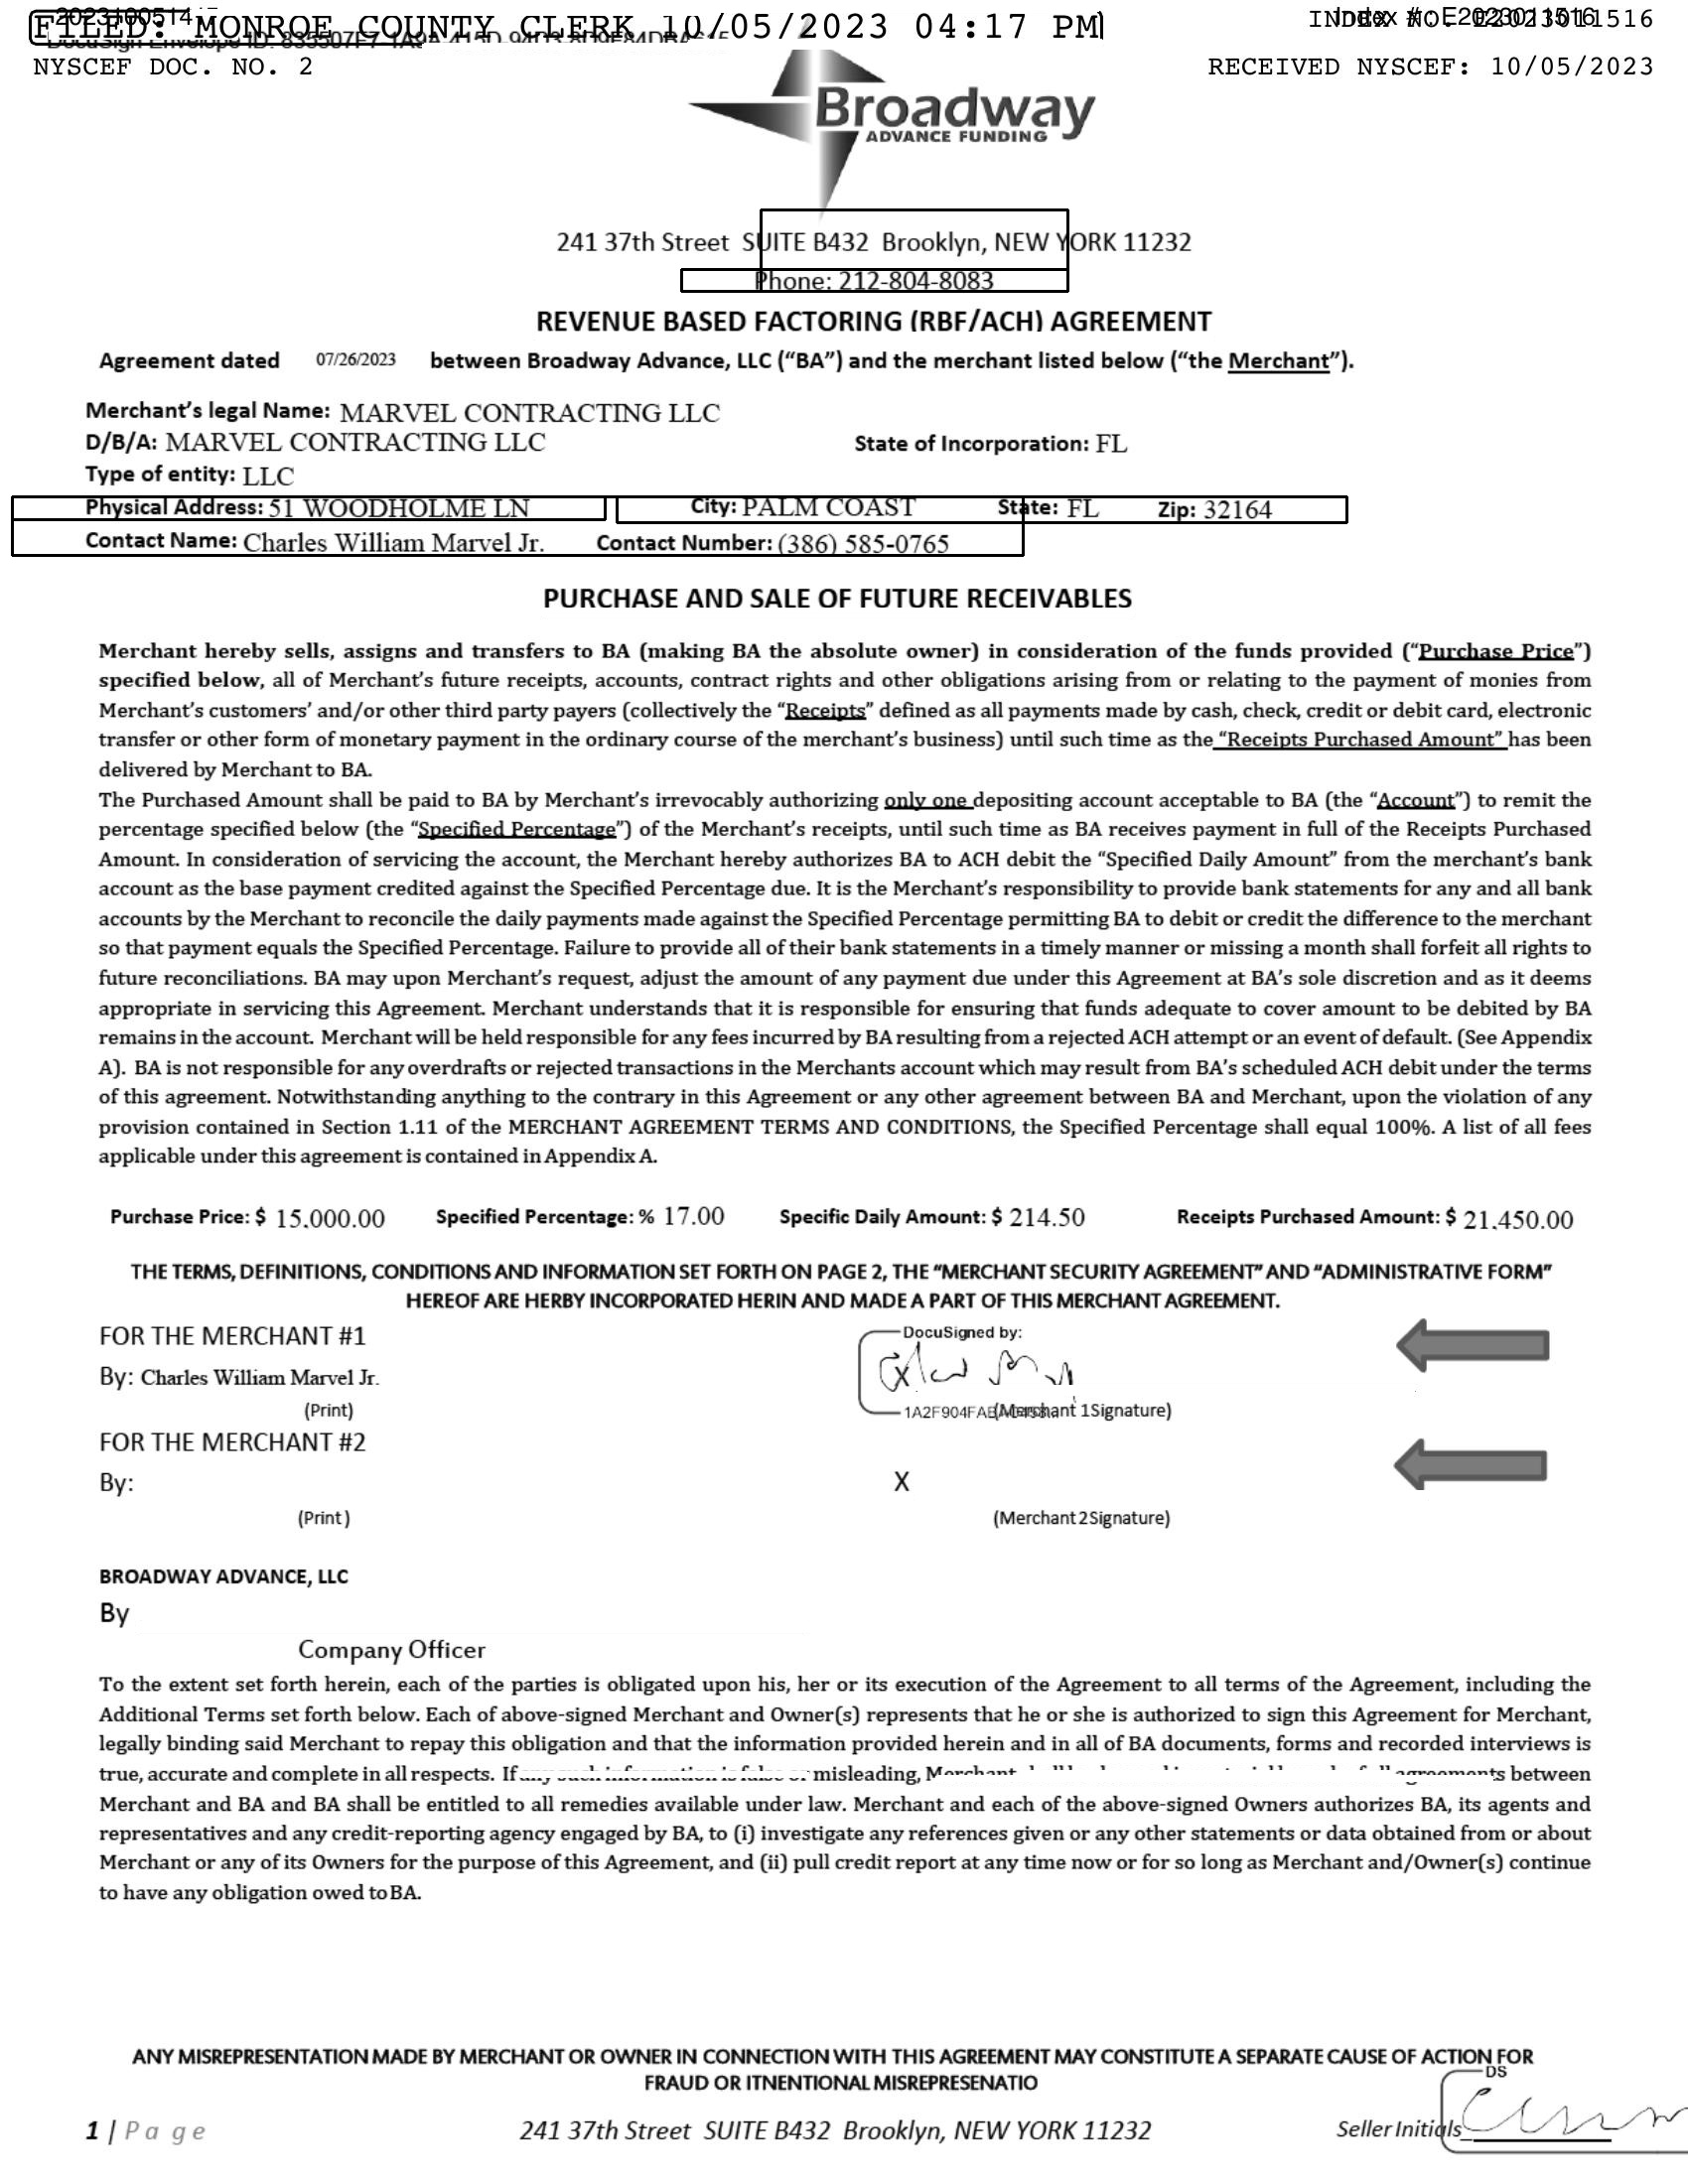 FILED: MONROE COUNTY CLERK 10/05/2023 04:17 PM
NYSCEF DOC. NO. 2
RECEIVED NYSCEF: 10/05/2023
Broadway
ADVANCE FUNDING
241 37th Street SUITE B432 Brooklyn, NEW YORK 11232
Phone: 212-804-8083
REVENUE BASED FACTORING (RBF/ACH) AGREEMENT
Agreement dated 07/26/2023 between Broadway Advance, LLC (“BA”) and the merchant listed below (“the Merchant”).
Merchant’s legal Name: MARVEL CONTRACTING LLC
D/B/A: MARVEL CONTRACTING LLC State of Incorporation: FL
Type of entity: LLC
Physical Address: 51 WOODHOLME LN City: PALM COAST State: FL Zip: 32164
Contact Name: Charles William Marvel Jr. Contact Number: (386) 585-0765
PURCHASE AND SALE OF FUTURE RECEIVABLES
Merchant hereby sells, assigns and transfers to BA (making BA the absolute owner) in consideration of the funds provided (“Purchase Price”)
specified below, all of Merchant’s future receipts, accounts, contract rights and other obligations arising from or relating to the payment of monies from
Merchant’s customers’ and/or other third party payers (collectively the “Receipts” defined as all payments made by cash, check, credit or debit card, electronic
transfer or other form of monetary payment in the ordinary course of the merchant’s business) until such time as the “Receipts Purchased Amount” has been
delivered by Merchant to BA.
The Purchased Amount shall be paid to BA by Merchant’s irrevocably authorizing only one depositing account acceptable to BA (the “Account”) to remit the
percentage specified below (the “Specified Percentage”) of the Merchant’s receipts, until such time as BA receives payment in full of the Receipts Purchased
Amount. In consideration of servicing the account, the Merchant hereby authorizes BA to ACH debit the “Specified Daily Amount” from the merchant’s bank
account as the base payment credited against the Specified Percentage due. It is the Merchant’s responsibility to provide bank statements for any and all bank
accounts by the Merchant to reconcile the daily payments made against the Specified Percentage permitting BA to debit or credit the difference to the merchant
so that payment equals the Specified Percentage. Failure to provide all of their bank statements in a timely manner or missing a month shall forfeit all rights to
future reconciliations. BA may upon Merchant’s request, adjust the amount of any payment due under this Agreement at BA’s sole discretion and as it deems
appropriate in servicing this Agreement. Merchant understands that it is responsible for ensuring that funds adequate to cover amount to be debited by BA
remains in the account. Merchant will be held responsible for any fees incurred by BA resulting from a rejected ACH attempt or an event of default. (See Appendix
A). BA is not responsible for any overdrafts or rejected transactions in the Merchants account which may result from BA’s scheduled ACH debit under the terms
of this agreement. Notwithstanding anything to the contrary in this Agreement or any other agreement between BA and Merchant, upon the violation of any
provision contained in Section 1.11 of the MERCHANT AGREEMENT TERMS AND CONDITIONS, the Specified Percentage shall equal 100%. A list of all fees
applicable under this agreement is contained in Appendix A.
Purchase Price: $ 15,000.00 Specified Percentage: % 17.00 Specific Daily Amount: $ 214.50 Receipts Purchased Amount: $ 21,450.00
THE TERMS, DEFINITIONS, CONDITIONS AND INFORMATION SET FORTH ON PAGE 2, THE “MERCHANT SECURITY AGREEMENT” AND “ADMINISTRATIVE FORM”
HEREOF ARE HERBY INCORPORATED HERIN AND MADE A PART OF THIS MERCHANT AGREEMENT.
FOR THE MERCHANT #1
DocuSigned by:
By: Charles William Marvel Jr. X
(Print) (Merchant 1Signature)
FOR THE MERCHANT #2
By: X
(Print) (Merchant 2Signature)
BROADWAY ADVANCE, LLC
By
Company Officer
To the extent set forth herein, each of the parties is obligated upon his, her or its execution of the Agreement to all terms of the Agreement, including the
Additional Terms set forth below. Each of above-signed Merchant and Owner(s) represents that he or she is authorized to sign this Agreement for Merchant,
legally binding said Merchant to repay this obligation and that the information provided herein and in all of BA documents, forms and recorded interviews is
true, accurate and complete in all respects. If any such information is false or misleading, Merchant agreements between
Merchant and BA and BA shall be entitled to all remedies available under law. Merchant and each of the above-signed Owners authorizes BA, its agents and
representatives and any credit-reporting agency engaged by BA, to (i) investigate any references given or any other statements or data obtained from or about
Merchant or any of its Owners for the purpose of this Agreement, and (ii) pull credit report at any time now or for so long as Merchant and/Owner(s) continue
to have any obligation owed to BA.
ANY MISREPRESENTATION MADE BY MERCHANT OR OWNER IN CONNECTION WITH THIS AGREEMENT MAY CONSTITUTE A SEPARATE CAUSE OF ACTION FOR
FRAUD OR ITNENTIONAL MISREPRESENATIO
DS
1 | Page 241 37th Street SUITE B432 Brooklyn, NEW YORK 11232 Seller Initials